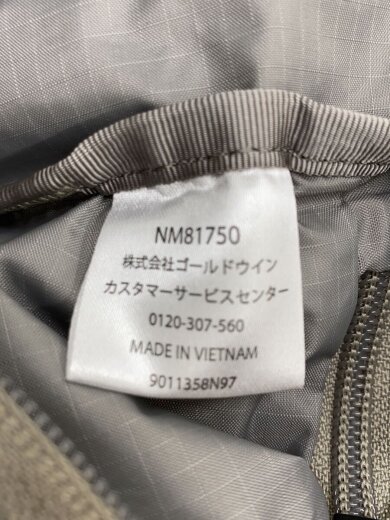 NM81750
株式会社ゴールドウイン
カスタマーサービスセンター
0120-307-560
MADE IN VIETNAM
9011358N97